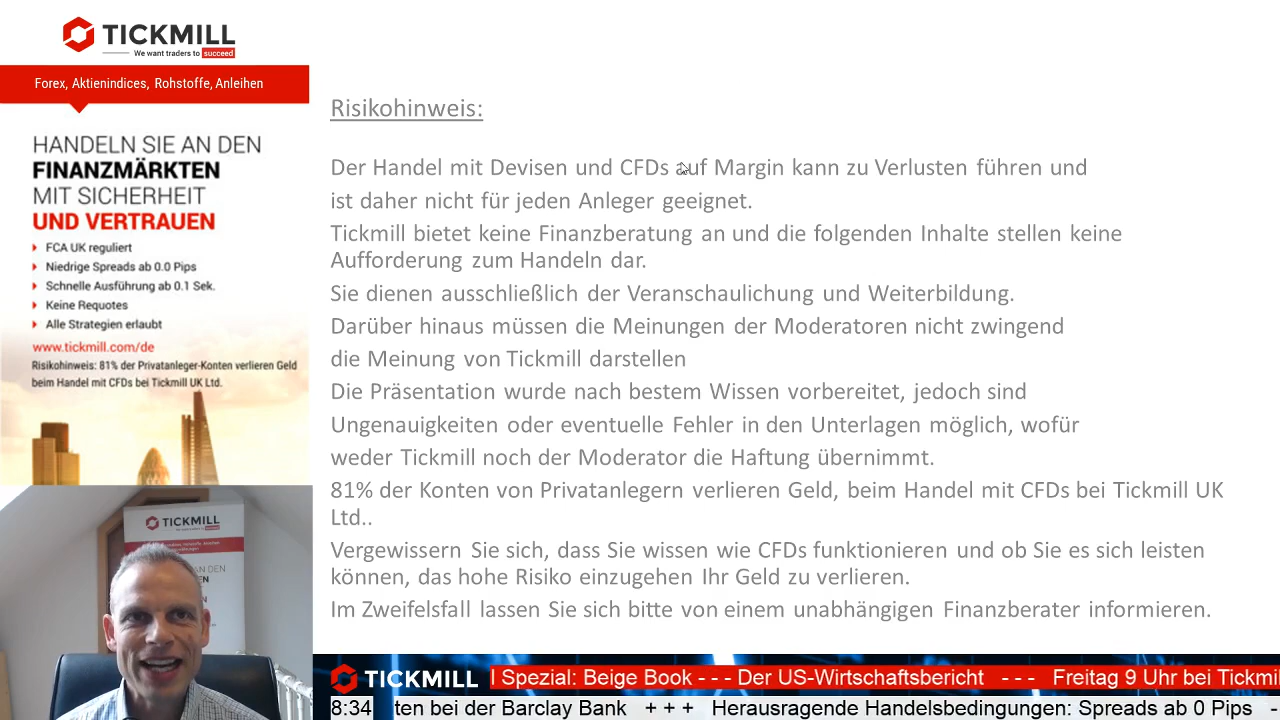 TICKMILL
We want traders to succeed
Forex, Aktienindices, Rohstoffe, Anleihen
HANDELN SIE AN DEN
FINANZMÄRKTEN
MIT SICHERHEIT
UND VERTRAUEN
FCA UK reguliert
Niedrige Spreads ab 0.0 Pips
Schnelle Ausführung ab 0.1 Sek.
Keine Requotes
Alle Strategien erlaubt
www.tickmill.com/de
Risikohinweis: 81% der Privatanleger-Konten verlieren Geld
beim Handel mit CFDs bei Tickmill UK Ltd.
TICKMILL
AN DEN
Risikohinweis:
Der Handel mit Devisen und CFDs auf Margin kann zu Verlusten führen und
ist daher nicht für jeden Anleger geeignet.
Tickmill bietet keine Finanzberatung an und die folgenden Inhalte stellen keine
Aufforderung zum Handeln dar.
Sie dienen ausschließlich der Veranschaulichung und Weiterbildung.
Darüber hinaus müssen die Meinungen der Moderatoren nicht zwingend
die Meinung von Tickmill darstellen
Die Präsentation wurde nach bestem Wissen vorbereitet, jedoch sind
Ungenauigkeiten oder eventuelle Fehler in den Unterlagen möglich, wofür
weder Tickmill noch der Moderator die Haftung übernimmt.
81% der Konten von Privatanlegern verlieren Geld, beim Handel mit CFDs bei Tickmill UK
Ltd..
Vergewissern Sie sich, dass Sie wissen wie CFDs funktionieren und ob Sie es sich leisten
können, das hohe Risiko einzugehen Ihr Geld zu verlieren.
Im Zweifelsfall lassen Sie sich bitte von einem unabhängigen Finanzberater informieren.
TICKMILL l Spezial: Beige Book - - - Der US-Wirtschaftsbericht - - - Freitag 9 Uhr bei Tickmi
8:34 ten bei der Barclay Bank + + + Herausragende Handelsbedingungen: Spreads ab 0 Pips -